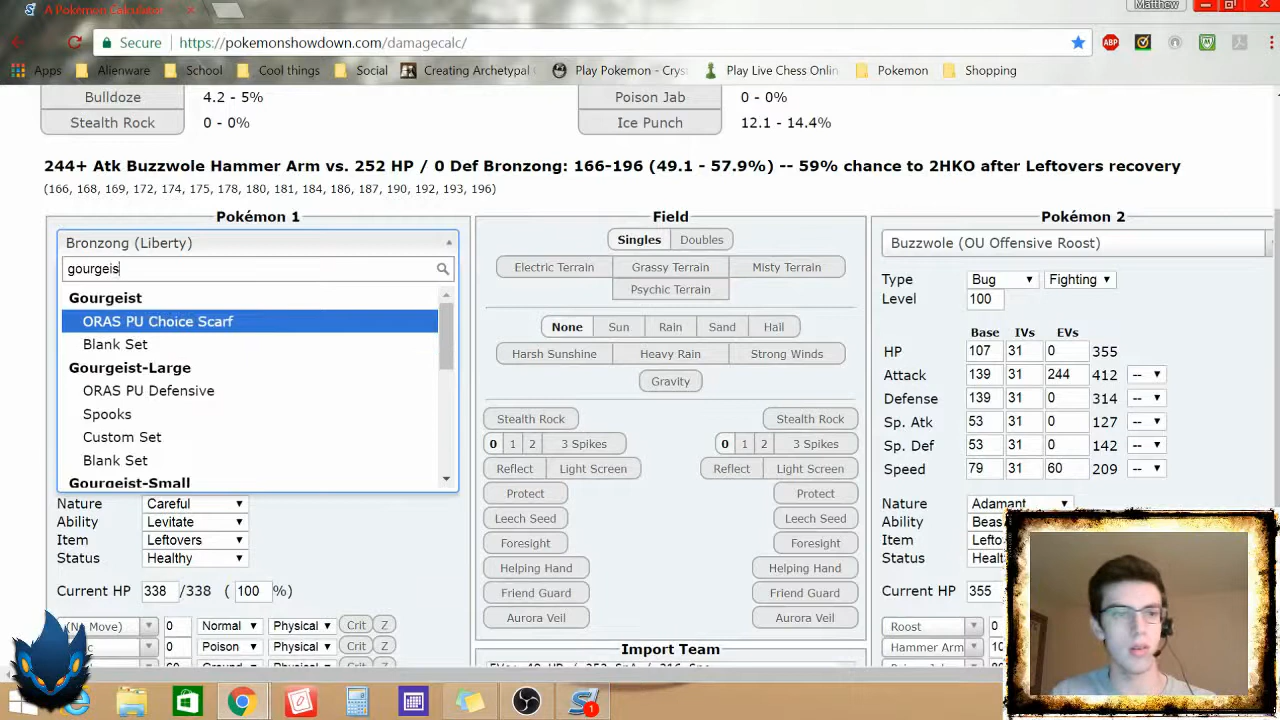 A Pokémon Calculator
Matthew
Secure https://pokemonshowdown.com/damagecalc/
Apps Alienware School Cool things Social Creating Archetypal Play Pokemon - Crys Play Live Chess Onlin Pokemon Shopping
Bulldoze 4.2 - 5% Poison Jab 0 - 0%
Stealth Rock 0 - 0% Ice Punch 12.1 - 14.4%
244+ Atk Buzzwole Hammer Arm vs. 252 HP / 0 Def Bronzong: 166-196 (49.1 - 57.9%) -- 59% chance to 2HKO after Leftovers recovery
(166, 168, 169, 172, 174, 175, 178, 180, 181, 184, 186, 187, 190, 192, 193, 196)
Pokémon 1
Bronzong (Liberty)
gourgeis
Gourgeist
ORAS PU Choice Scarf
Blank Set
Gourgeist-Large
ORAS PU Defensive
Spooks
Custom Set
Blank Set
Gourgeist-Small
Nature Careful
Ability Levitate
Item Leftovers
Status Healthy
Current HP 338 /338 ( 100 %)
(No Move) 0 Normal Physical Crit Z
Poison Physical Crit Z
Field
Singles Doubles
Electric Terrain Grassy Terrain Misty Terrain
Psychic Terrain
None Sun Rain Sand Hail
Harsh Sunshine Heavy Rain Strong Winds
Gravity
Stealth Rock Stealth Rock
0 1 2 3 Spikes 0 1 2 3 Spikes
Reflect Light Screen Reflect Light Screen
Protect Protect
Leech Seed Leech Seed
Foresight Foresight
Helping Hand Helping Hand
Friend Guard Friend Guard
Aurora Veil Aurora Veil
Import Team
Pokémon 2
Buzzwole (OU Offensive Roost)
Type Bug Fighting
Level 100
Base IVs EVs
HP 107 31 0 355
Attack 139 31 244 412 --
Defense 139 31 0 314 --
Sp. Atk 53 31 0 127 --
Sp. Def 53 31 0 142 --
Speed 79 31 60 209 --
Nature Adamant
Ability Beas
Item Lefto
Status Healt
Current HP 355
Roost 0
Hammer Arm 10
1